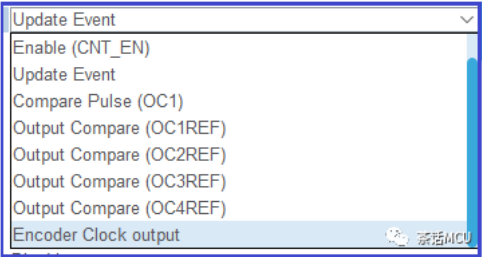 Update Event
Enable (CNT_EN)
Update Event
Compare Pulse (OC1)
Output Compare (OC1REF)
Output Compare (OC2REF)
Output Compare (OC3REF)
Output Compare (OC4REF)
Encoder Clock output
茶话MCU